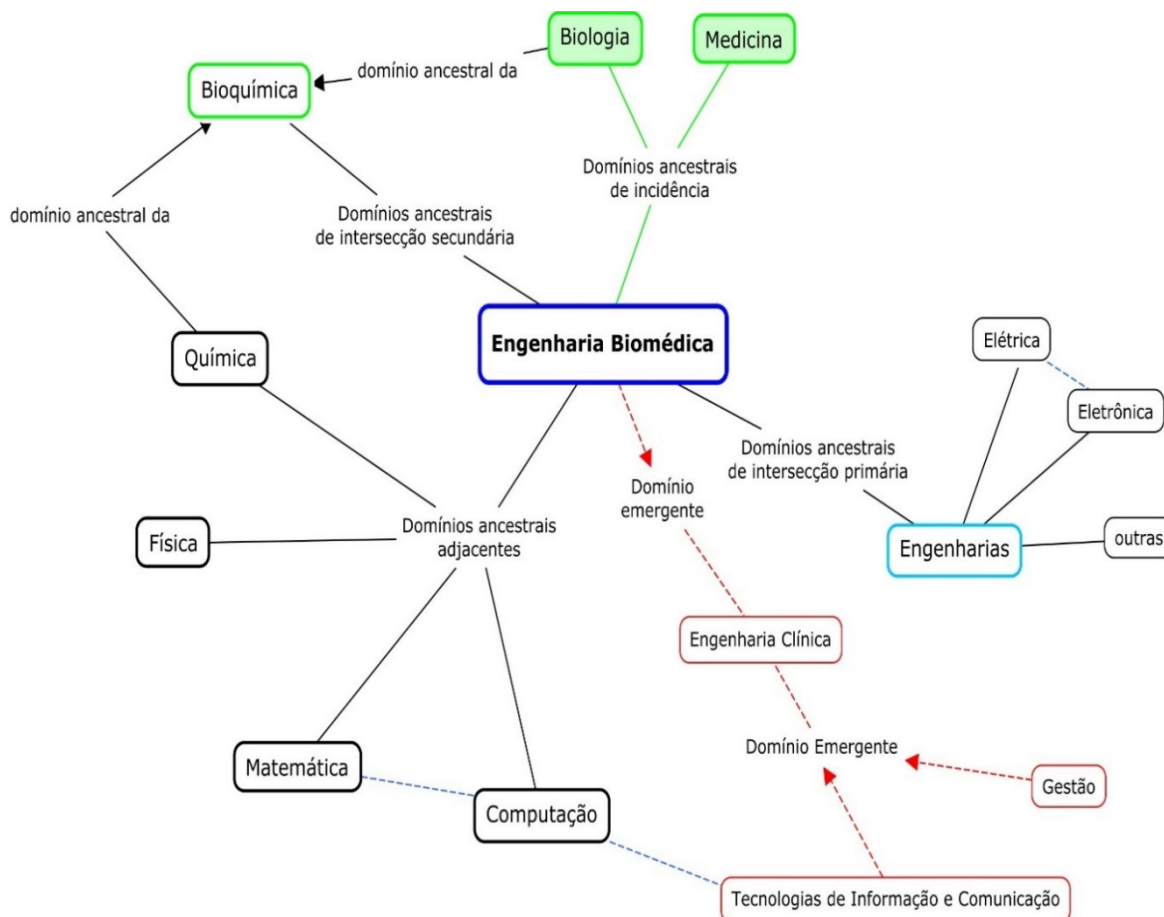 Biologia
Medicina
domínio ancestral da
Bioquímica
Domínios ancestrais
de incidência
domínio ancestral da
Domínios ancestrais
de intersecção secundária
Engenharia Biomédica
Elétrica
Química
Eletrônica
Domínios ancestrais
de intersecção primária
Domínio
emergente
Domínios ancestrais
adjacentes
Física
Engenharias
outras
Engenharia Clínica
Domínio Emergente
Matemática
Gestão
Computação
Tecnologias de Informação e Comunicação